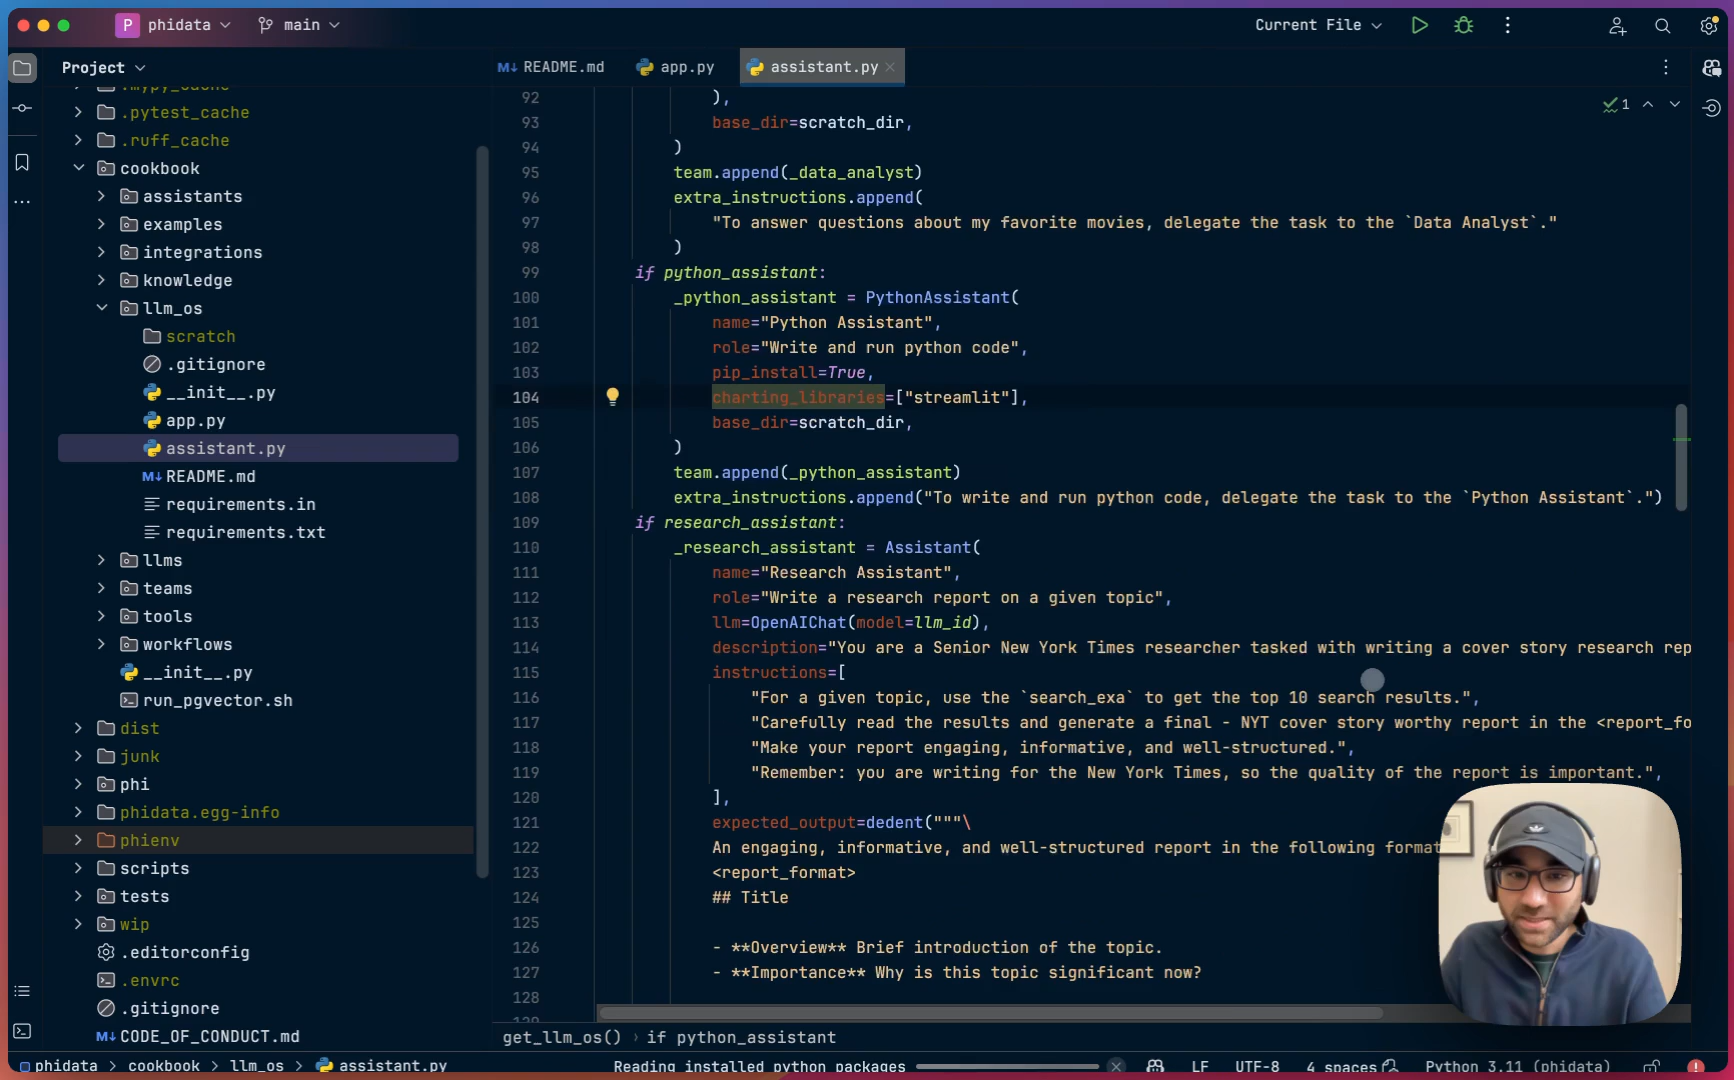 P phidata main
Current File
Project
README.md
app.py
assistant.py
.mypy_cache
.pytest_cache
.ruff_cache
cookbook
assistants
examples
integrations
knowledge
llm_os
scratch
.gitignore
__init__.py
app.py
assistant.py
README.md
requirements.in
requirements.txt
llms
teams
tools
workflows
__init__.py
run_pgvector.sh
dist
junk
phi
phidata.egg-info
phienv
scripts
tests
wip
.editorconfig
.envrc
.gitignore
CODE_OF_CONDUCT.md
1
92 ),
93 base_dir=scratch_dir,
94 )
95 team.append(_data_analyst)
96 extra_instructions.append(
97 "To answer questions about my favorite movies, delegate the task to the `Data Analyst`."
98 )
99 if python_assistant:
100 _python_assistant = PythonAssistant(
101 name="Python Assistant",
102 role="Write and run python code",
103 pip_install=True,
104 charting_libraries=["streamlit"],
105 base_dir=scratch_dir,
106 )
107 team.append(_python_assistant)
108 extra_instructions.append("To write and run python code, delegate the task to the `Python Assistant`.")
109 if research_assistant:
110 _research_assistant = Assistant(
111 name="Research Assistant",
112 role="Write a research report on a given topic",
113 llm=OpenAIChat(model=llm_id),
114 description="You are a Senior New York Times researcher tasked with writing a cover story research rep
115 instructions=[
116 "For a given topic, use the `search_exa` to get the top 10 search results.",
117 "Carefully read the results and generate a final - NYT cover story worthy report in the <report_fo
118 "Make your report engaging, informative, and well-structured.",
119 "Remember: you are writing for the New York Times, so the quality of the report is important.",
120 ],
121 expected_output=dedent("""\
122 An engaging, informative, and well-structured report in the following format
123 <report_format>
124 ## Title
125
126 - **Overview** Brief introduction of the topic.
127 - **Importance** Why is this topic significant now?
128
get_llm_os() › if python_assistant
phidata › cookbook › llm_os › assistant.py
Reading installed python packages
LF UTF-8 4 spaces Python 3.11 (phidata)